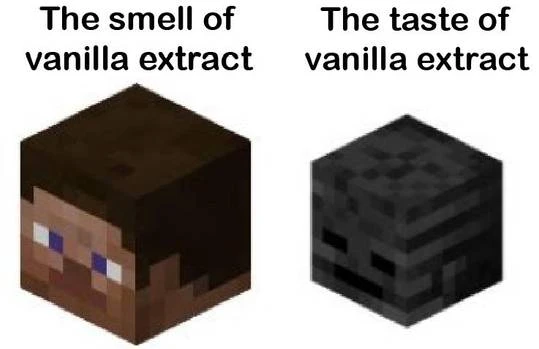 The smell of
vanilla extract
The taste of
vanilla extract